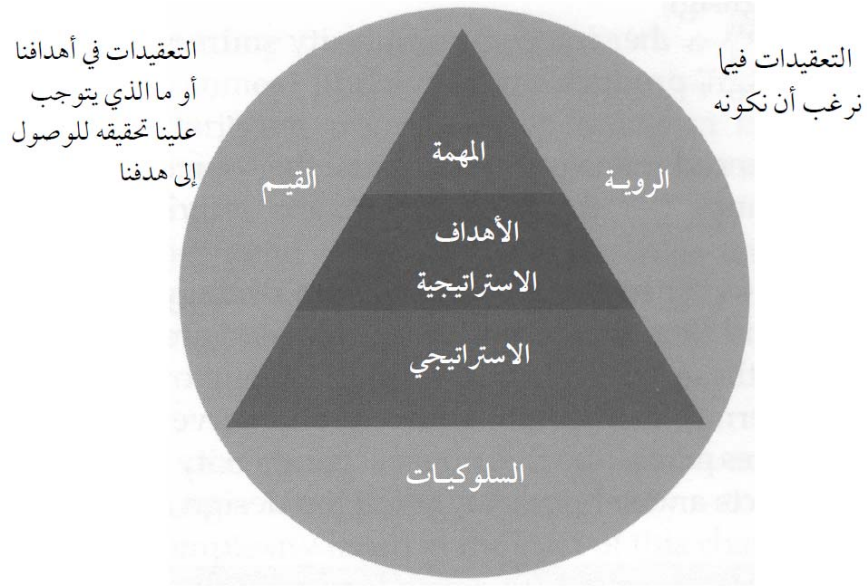 التعقيدات فيما
نرغب أن نكونه
التعقيدات في أهدافنا
أو ما الذي يتوجب
علينا تحقيقه للوصول
إلى هدفنا
المهمة
الروية
القيم
الأهداف
الاستراتيجية
الاستراتيجي
السلوكيات